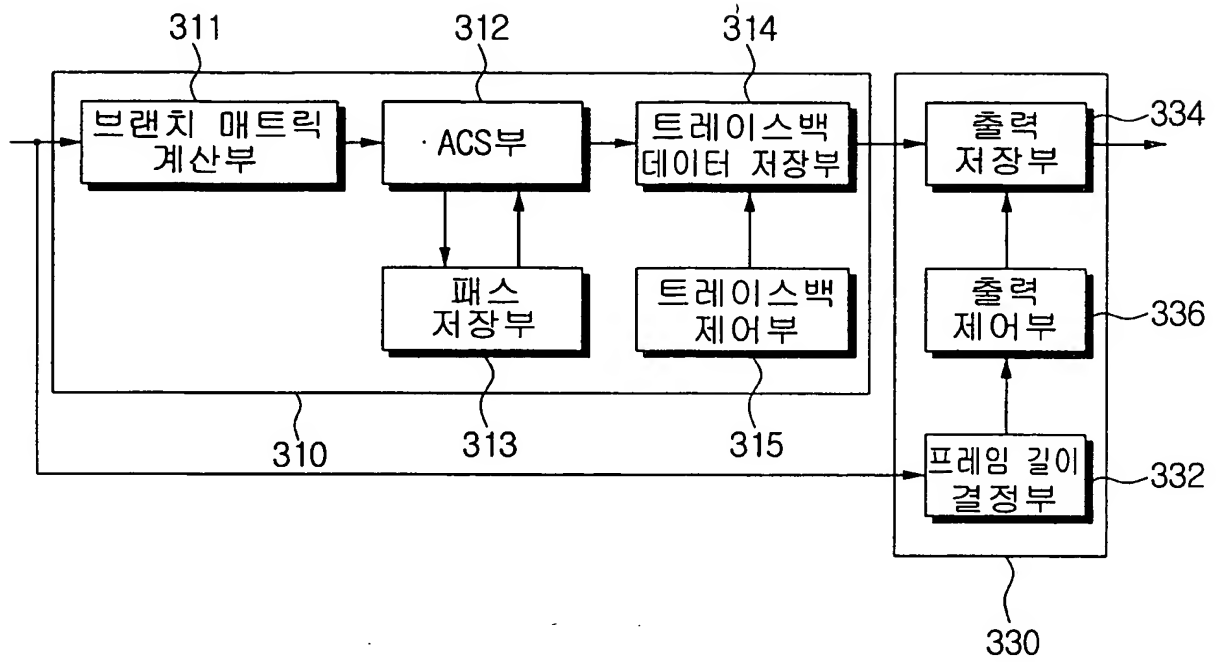 311
312
314
브랜치 매트릭
계산부
ACS부
트레이스백
데이터 저장부
출력
저장부
334
패스
저장부
트레이스백
제어부
출력
제어부
336
310
313
315
프레임 길이
결정부
332
330